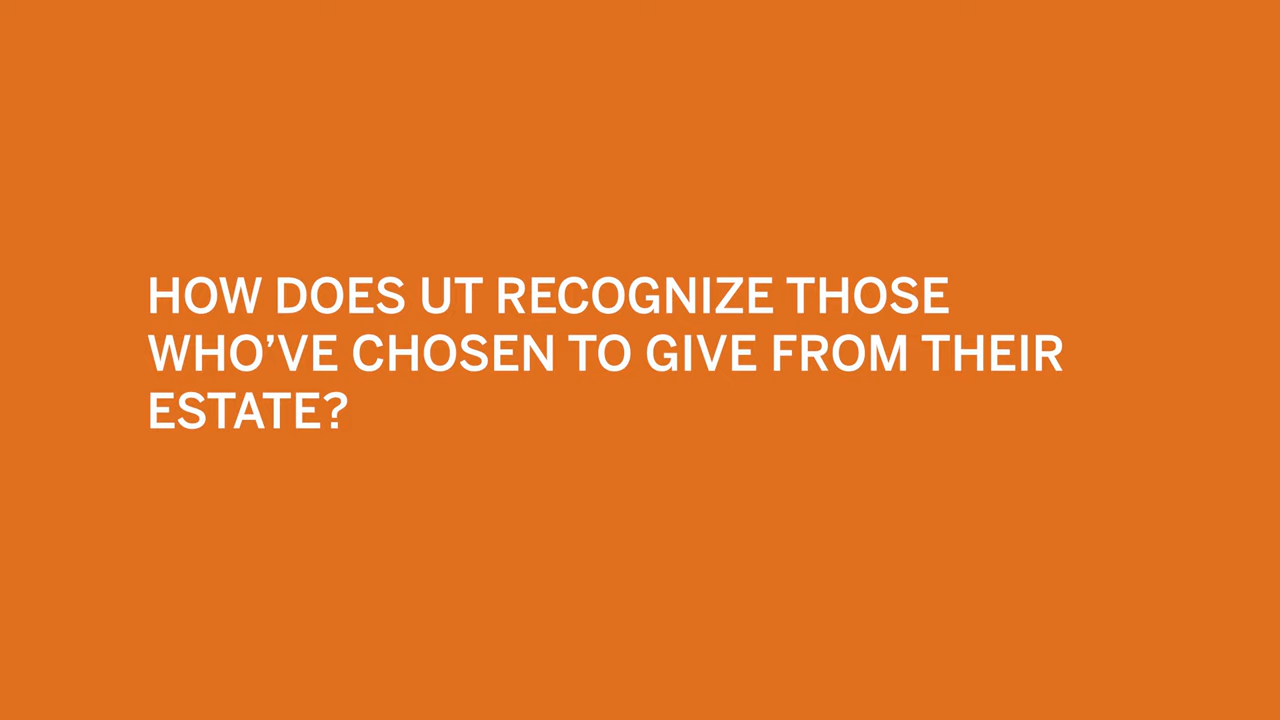 HOW DOES UT RECOGNIZE THOSE
WHO’VE CHOSEN TO GIVE FROM THEIR
ESTATE?